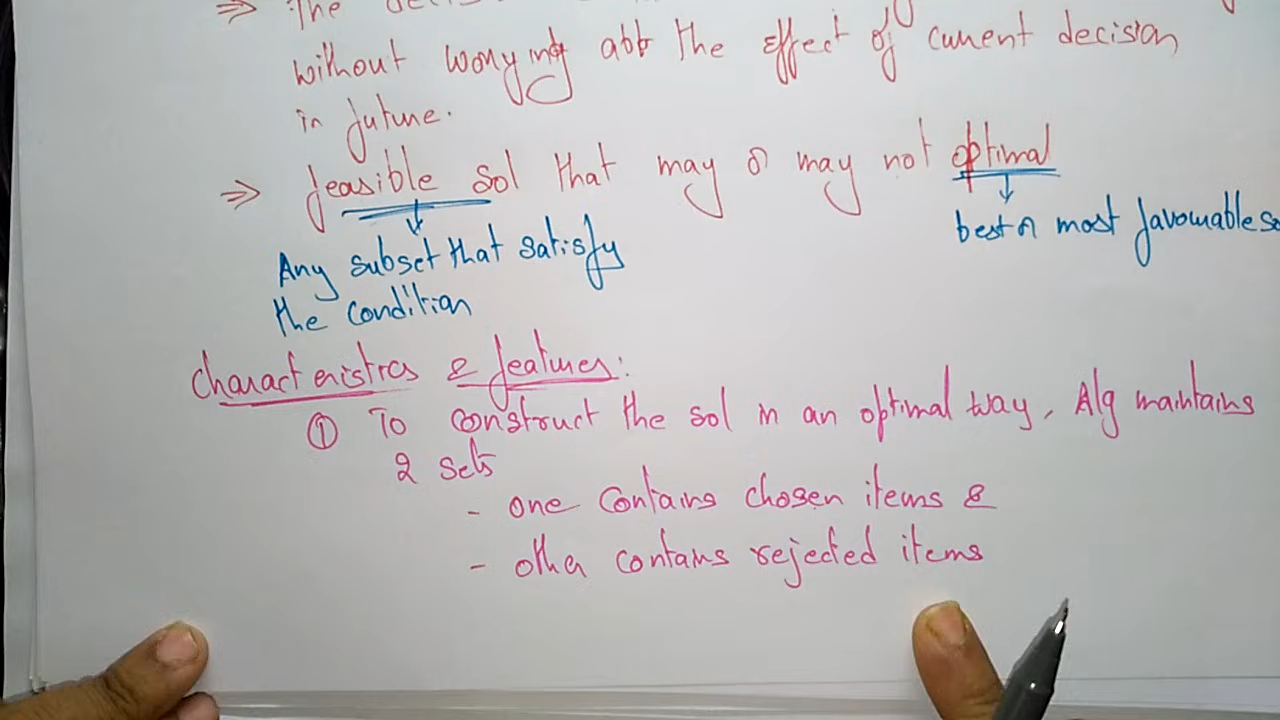 ⇒ The
without worrying abt the effect of current decision
in future.
⇒ feasible sol that may or may not optimal
best or most favourable
Any subset that satisfy
the condition
Characteristics & features:
① To construct the sol in an optimal way, Alg maintains
2 sets
- one contains chosen items &
- other contains rejected items